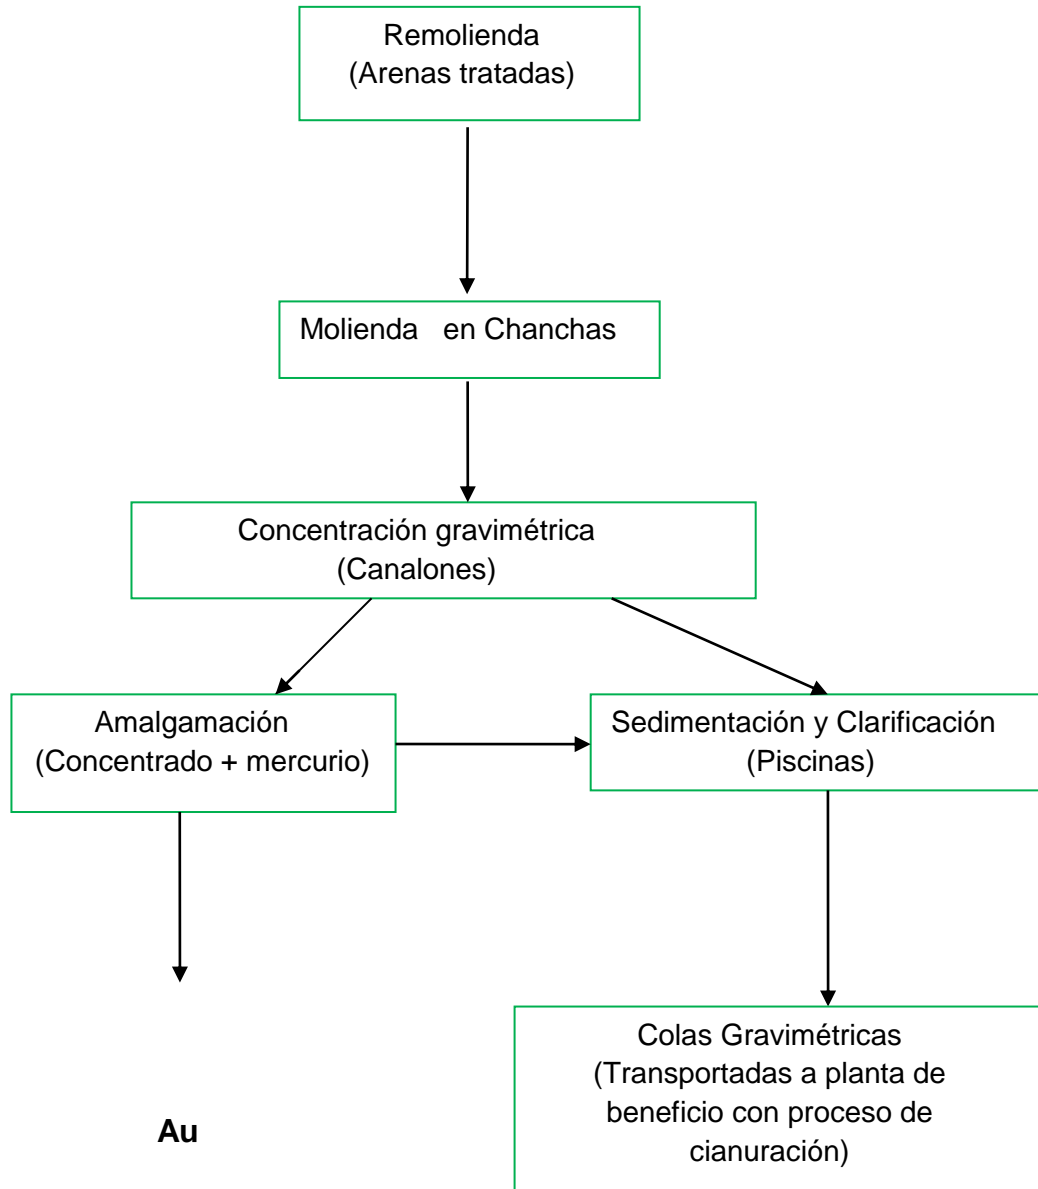 Remolienda
(Arenas tratadas)
Molienda   en Chanchas
Concentración gravimétrica
(Canalones)
Amalgamación
(Concentrado + mercurio)
Sedimentación y Clarificación
(Piscinas)
Au
Colas Gravimétricas
(Transportadas a planta de
beneficio con proceso de
cianuración)